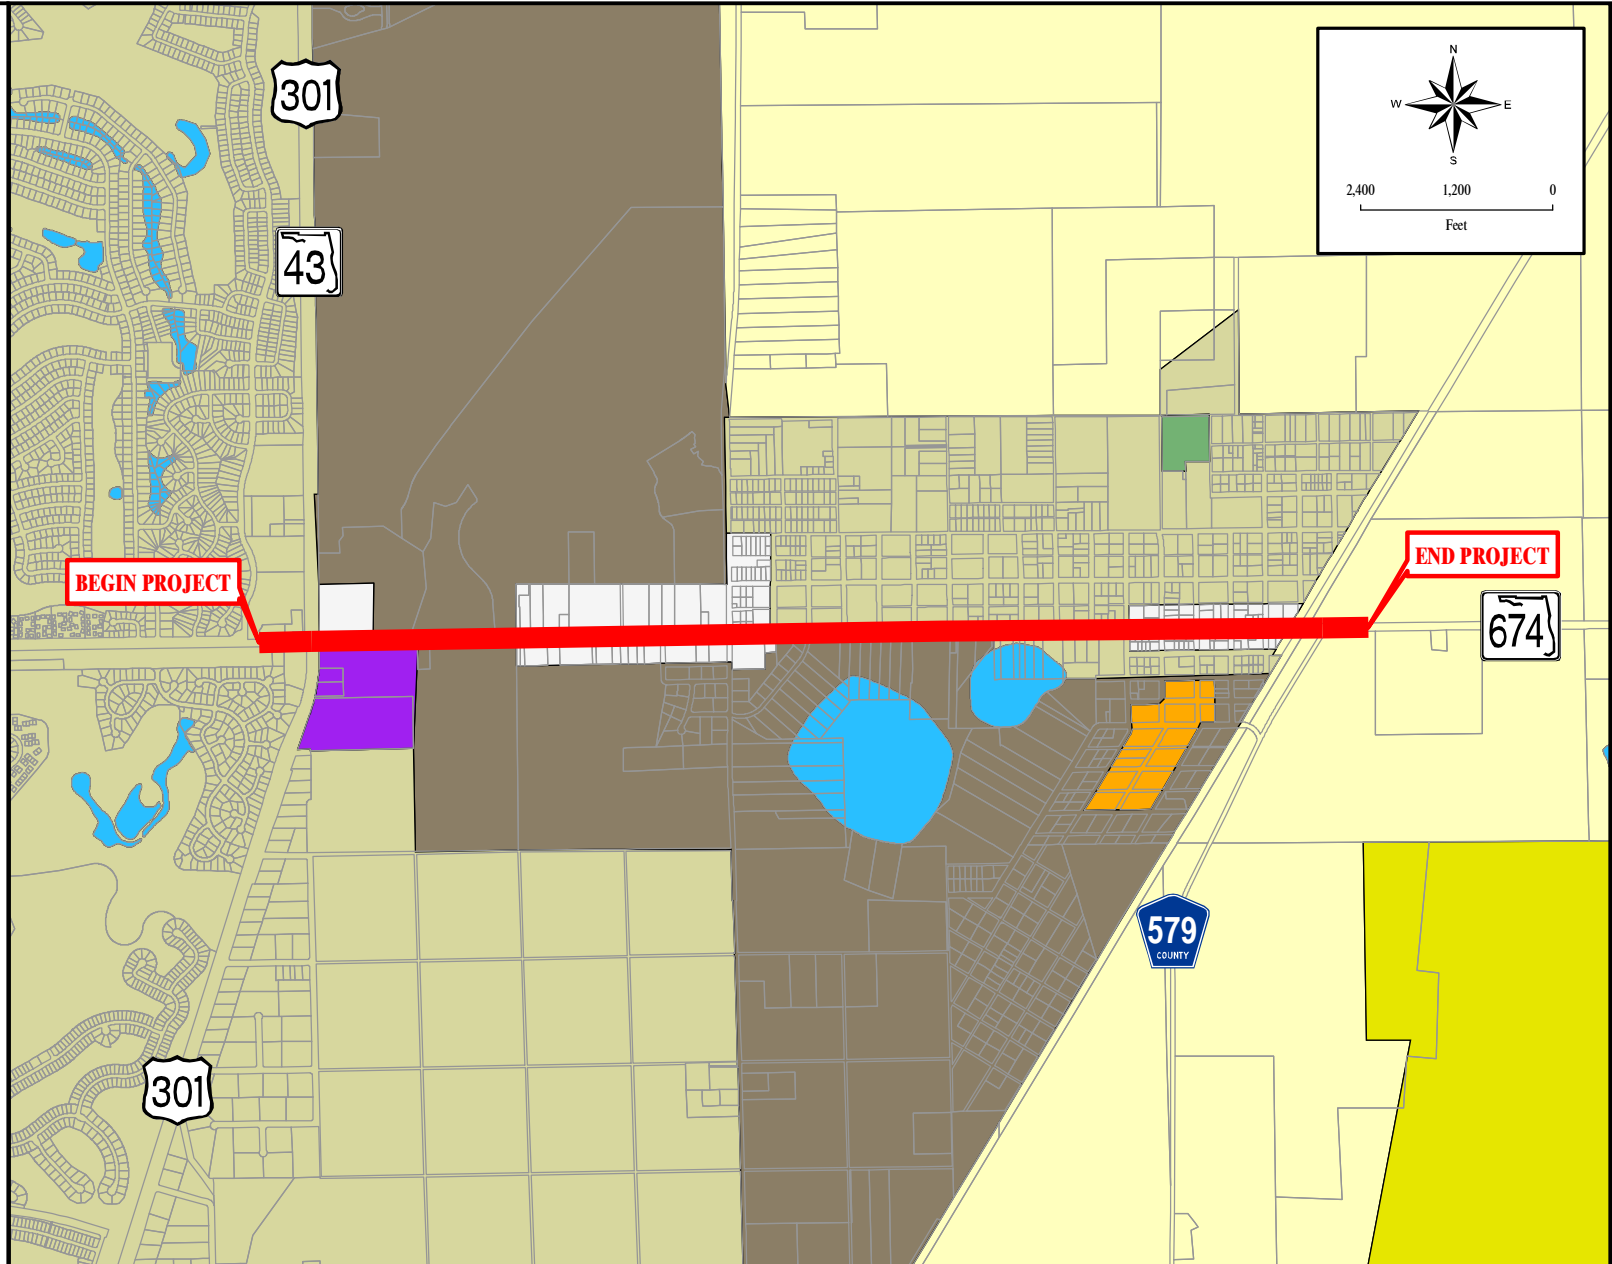 301
N
W E
S
2,400 1,200 0
Feet
43
BEGIN PROJECT
END PROJECT
674
579
COUNTY
301